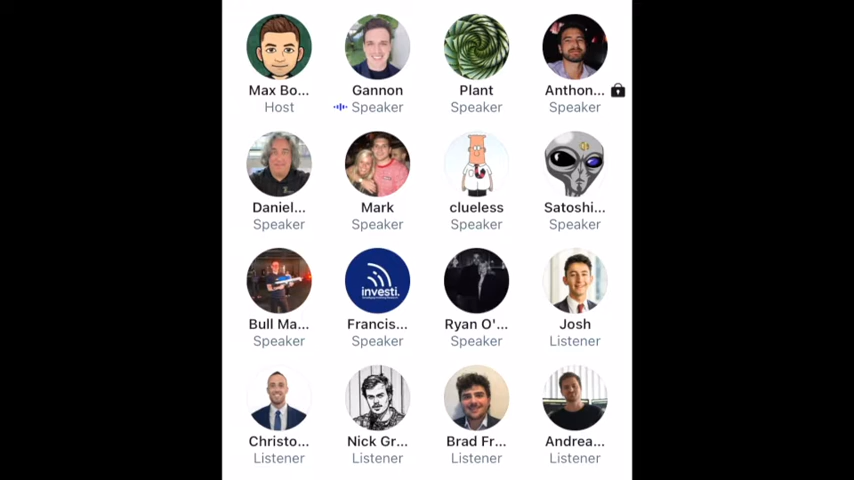 Max Bo... Gannon Plant Anthon...
Host Speaker Speaker Speaker
Daniel... Mark clueless Satoshi...
Speaker Speaker Speaker Speaker
investi.
Bull Ma... Francis... Ryan O'... Josh
Speaker Speaker Speaker Listener
Christo... Nick Gr... Brad Fr... Andrea...
Listener Listener Listener Listener